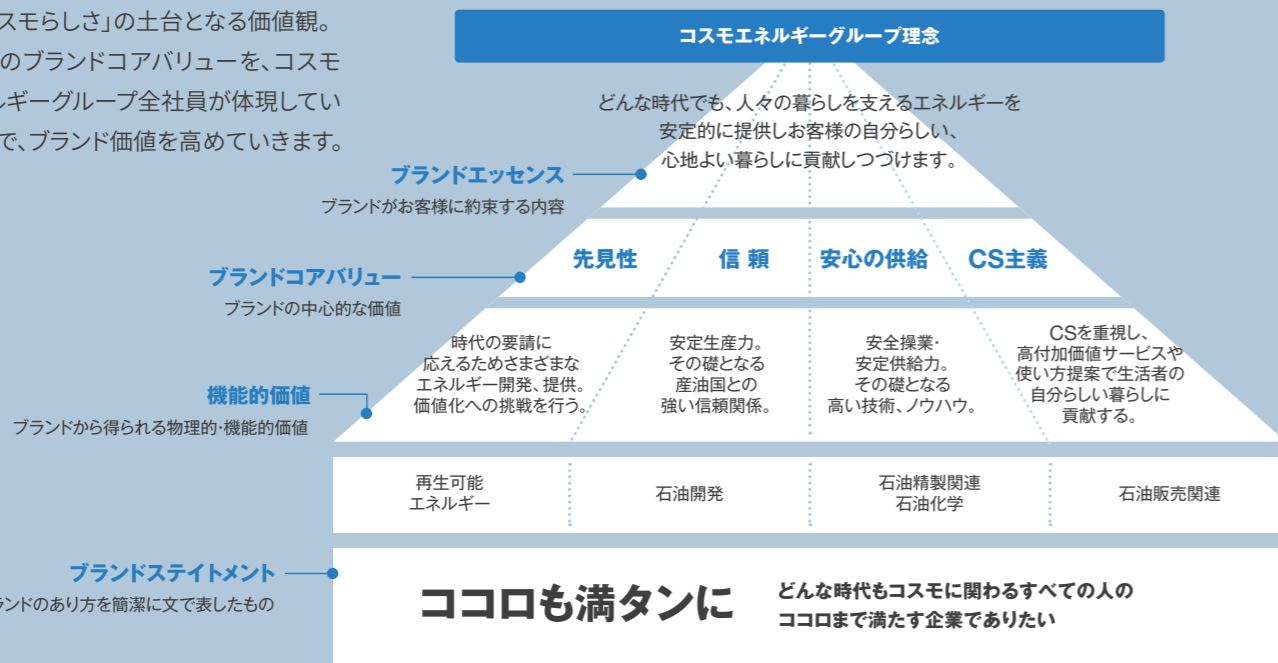 スモらしさ」の土台となる価値観。
のブランドコアバリューを、コスモ
ルギーグループ全社員が体現してい
で、ブランド価値を高めていきます。
コスモエネルギーグループ理念
どんな時代でも、人々の暮らしを支えるエネルギーを
安定的に提供しお客様の自分らしい、
心地よい暮らしに貢献しつづけます。
ブランドエッセンス
ブランドがお客様に約束する内容
先見性
信 頼
安心の供給
CS主義
ブランドコアバリュー
ブランドの中心的な価値
時代の要請に
応えるためさまざまな
エネルギー開発、提供。
価値化への挑戦を行う。
安定生産力。
その礎となる
産油国との
強い信頼関係。
安全操業・
安定供給力。
その礎となる
高い技術、ノウハウ。
CSを重視し、
高付加価値サービスや
使い方提案で生活者の
自分らしい暮らしに
貢献する。
機能的価値
ブランドから得られる物理的・機能的価値
再生可能
エネルギー
石油開発
石油精製関連
石油化学
石油販売関連
ブランドステイトメント
ランドのあり方を簡潔に文で表したもの
ココロも満タンに
どんな時代もコスモに関わるすべての人の
ココロまで満たす企業でありたい